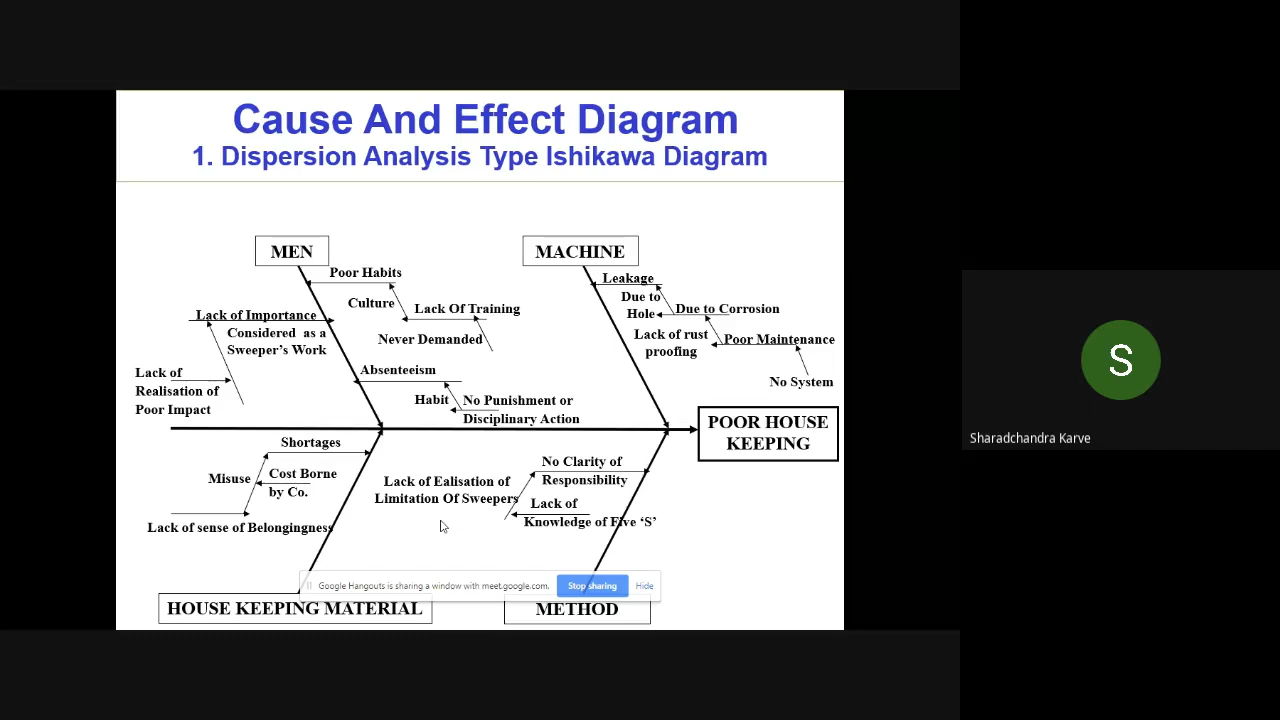 Cause And Effect Diagram
1. Dispersion Analysis Type Ishikawa Diagram
MEN
MACHINE
Poor Habits
Culture
Lack Of Training
Never Demanded
Lack of Importance
Considered as a
Sweeper's Work
Lack of
Realisation of
Poor Impact
Absenteeism
Habit
No Punishment or
Disciplinary Action
Leakage
Due to
Hole
Due to Corrosion
Lack of rust
proofing
Poor Maintenance
No System
POOR HOUSE
KEEPING
Shortages
Misuse
Cost Borne
by Co.
Lack of sense of Belongingness
Lack of Ealisation of
Limitation Of Sweepers
No Clarity of
Responsibility
Lack of
Knowledge of Five ‘S’
Google Hangouts is sharing a window with meet.google.com.
Stop sharing
Hide
HOUSE KEEPING MATERIAL
METHOD
S
Sharadchandra Karve